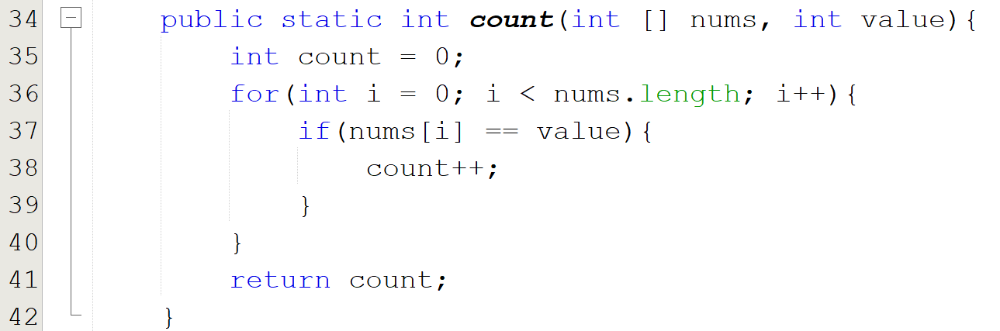 34 public static int count(int [] nums, int value){
35 int count = 0;
36 for(int i = 0; i < nums.length; i++){
37 if(nums[i] == value){
38 count++;
39 }
40 }
41 return count;
42 }